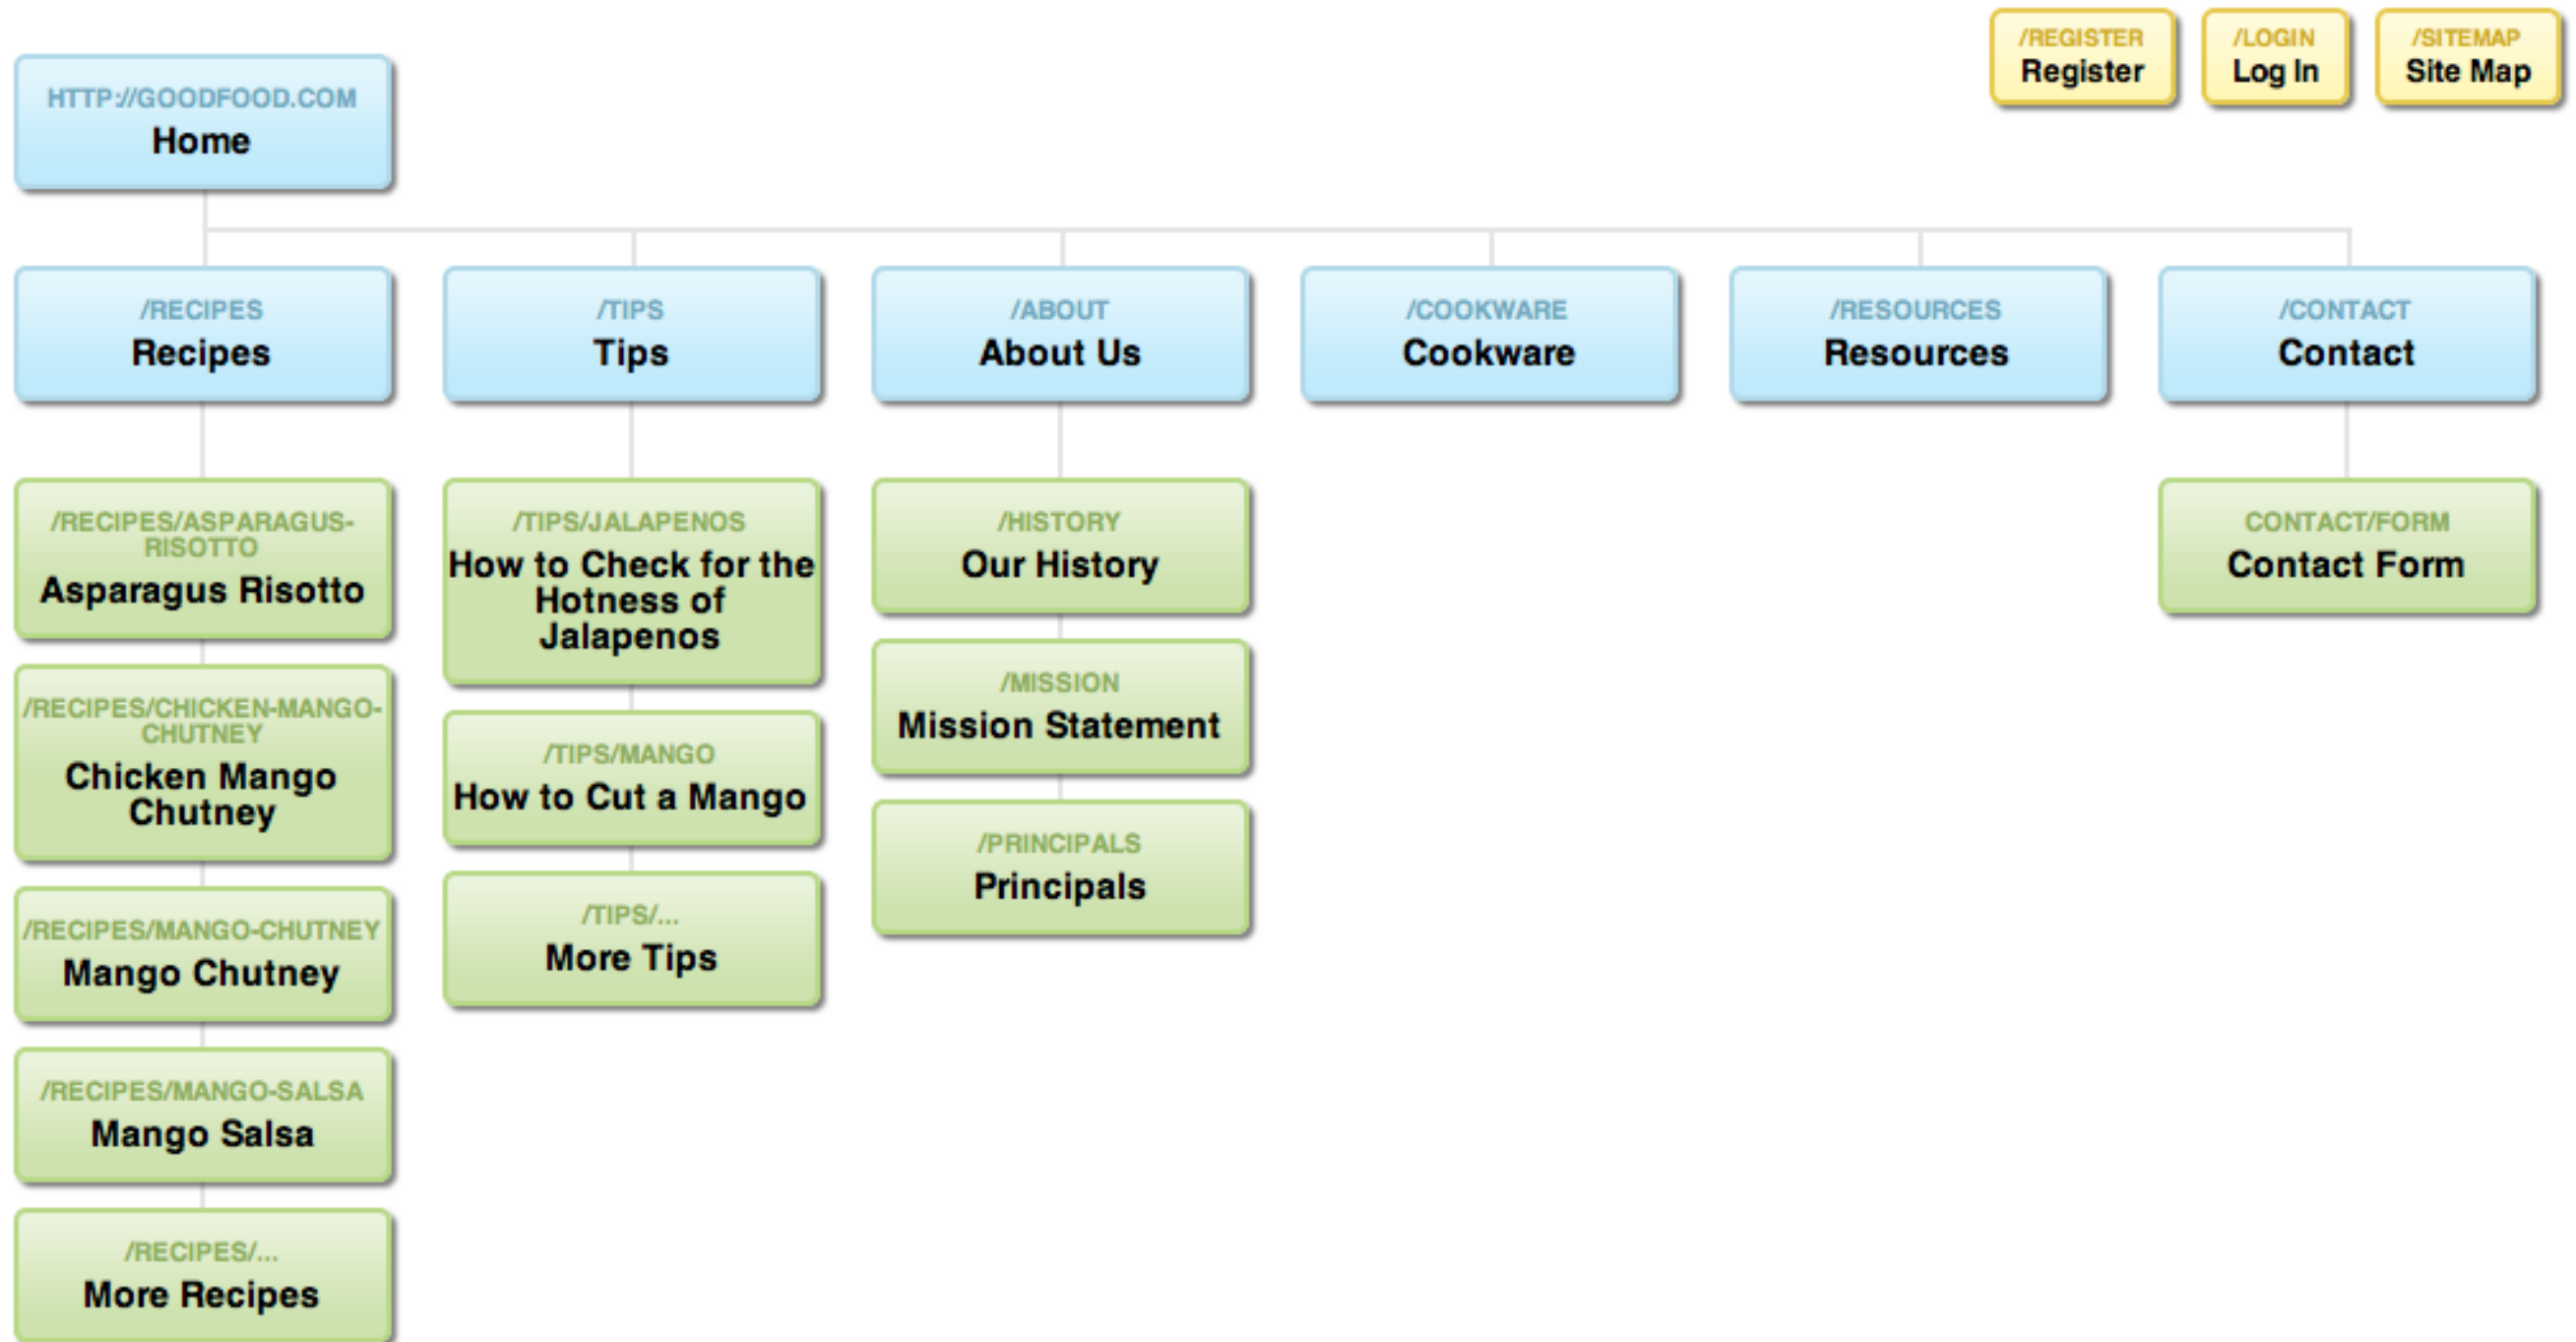 /REGISTER
Register
/LOGIN
Log In
/SITEMAP
Site Map
HTTP://GOODFOOD.COM
Home
/RECIPES
Recipes
/TIPS
Tips
/ABOUT
About Us
/COOKWARE
Cookware
/RESOURCES
Resources
/CONTACT
Contact
/RECIPES/ASPARAGUS-
RISOTTO
Asparagus Risotto
/RECIPES/CHICKEN-MANGO-
CHUTNEY
Chicken Mango
Chutney
/RECIPES/MANGO-CHUTNEY
Mango Chutney
/RECIPES/MANGO-SALSA
Mango Salsa
/RECIPES/...
More Recipes
/TIPS/JALAPENOS
How to Check for the
Hotness of
Jalapenos
/TIPS/MANGO
How to Cut a Mango
/TIPS/...
More Tips
/HISTORY
Our History
/MISSION
Mission Statement
/PRINCIPALS
Principals
CONTACT/FORM
Contact Form